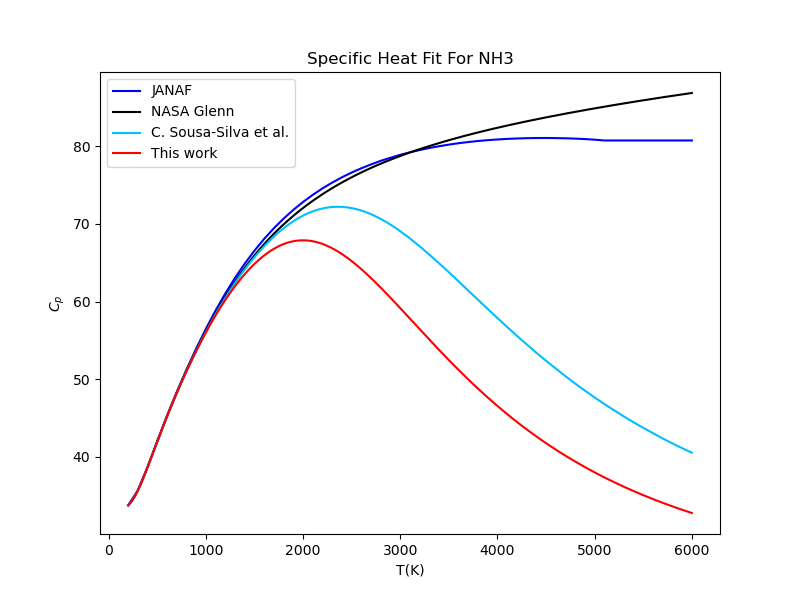 Specific Heat Fit For NH3
JANAF
NASA Glenn
C. Sousa-Silva et al.
This work
80
70
60
50
40
C_p
0 1000 2000 3000 4000 5000 6000
T(K)